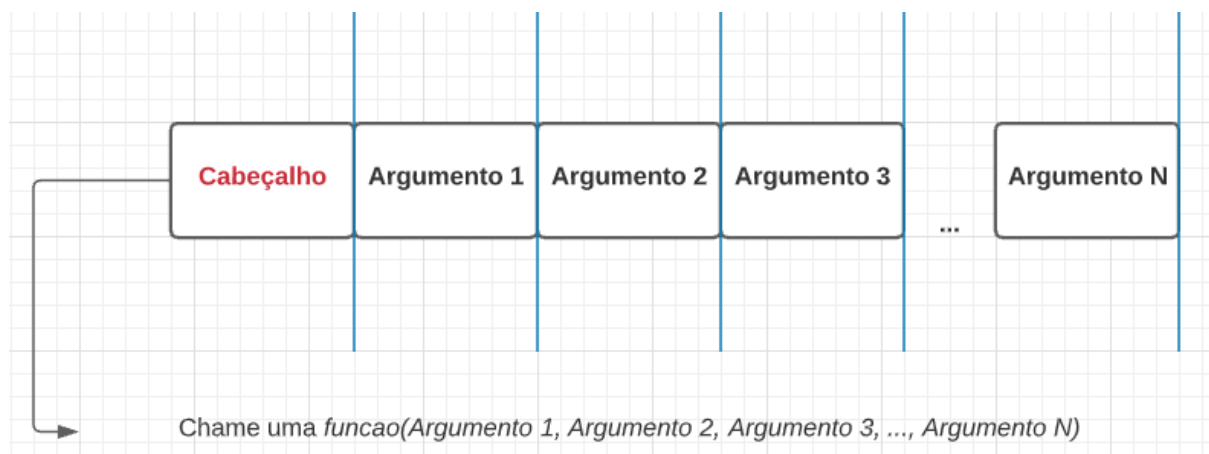 Cabeçalho Argumento 1 Argumento 2 Argumento 3 ... Argumento N
Chame uma funcao(Argumento 1, Argumento 2, Argumento 3, ..., Argumento N)